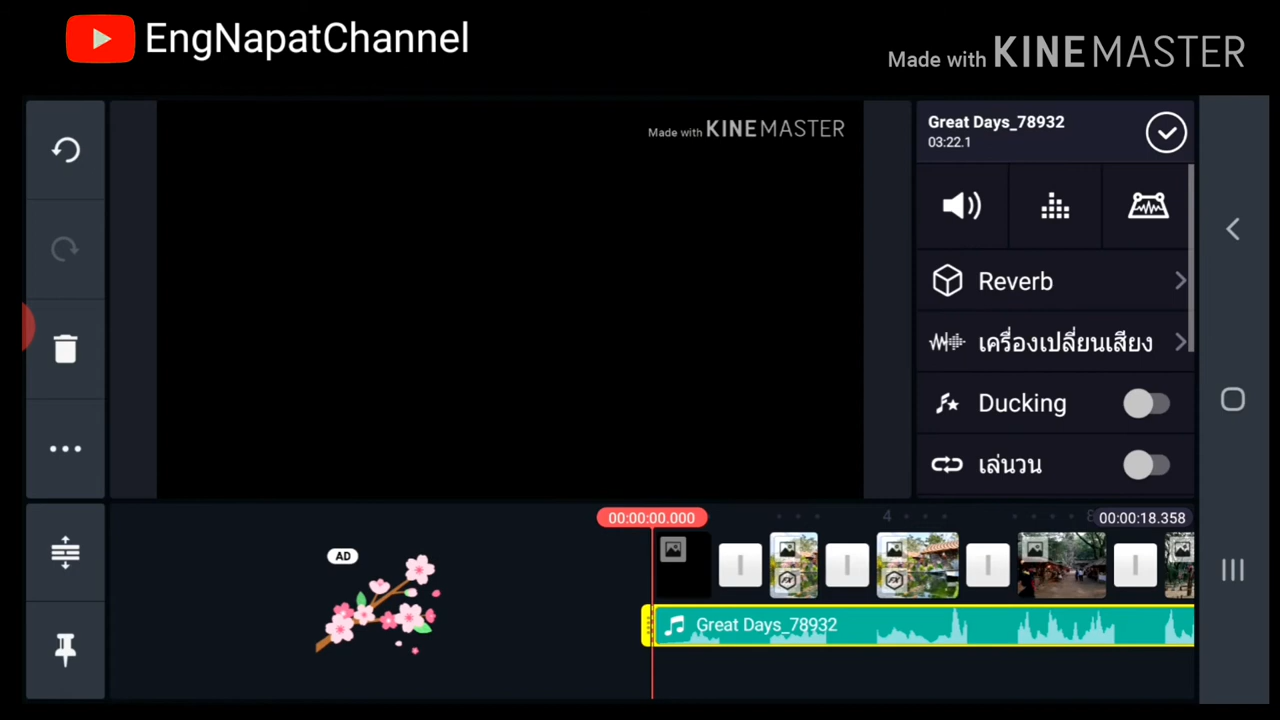 EngNapatChannel
Made with KINEMASTER
Made with KINEMASTER
Great Days_78932
03:22.1
Reverb
เครื่องเปลี่ยนเสียง
Ducking
เล่นวน
00:00:00.000
4
8
00:00:18.358
AD
Great Days_78932